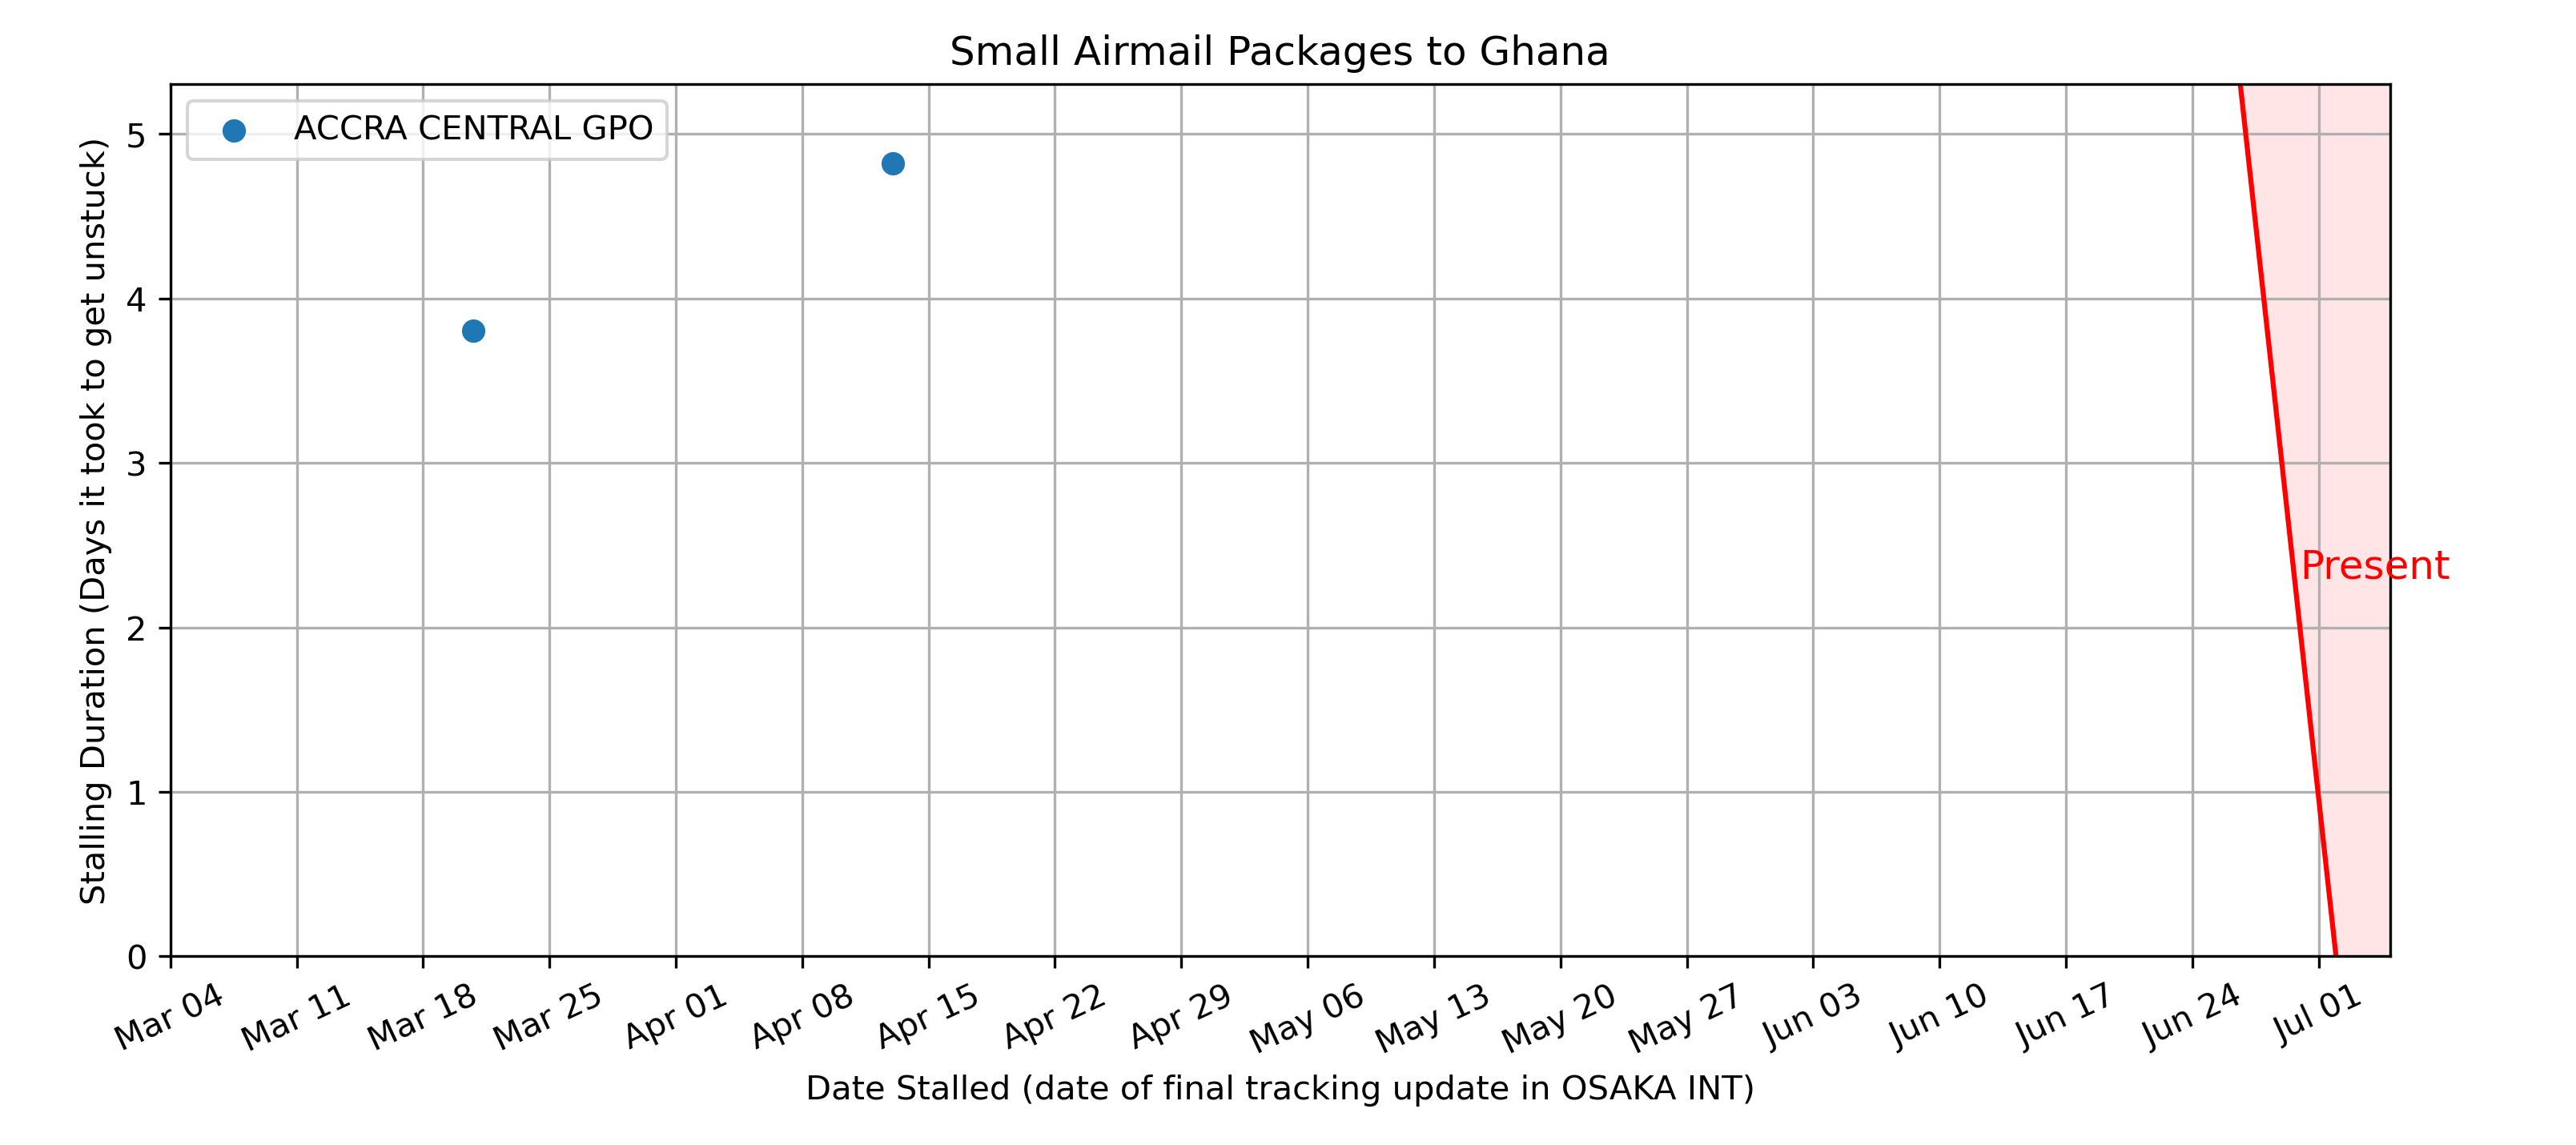 Small Airmail Packages to Ghana
ACCRA CENTRAL GPO
Stalling Duration (Days it took to get unstuck)
5
4
3
2
1
0
Present
Mar 04
Mar 11
Mar 18
Mar 25
Apr 01
Apr 08
Apr 15
Apr 22
Apr 29
May 06
May 13
May 20
May 27
Jun 03
Jun 10
Jun 17
Jun 24
Jul 01
Date Stalled (date of final tracking update in OSAKA INT)